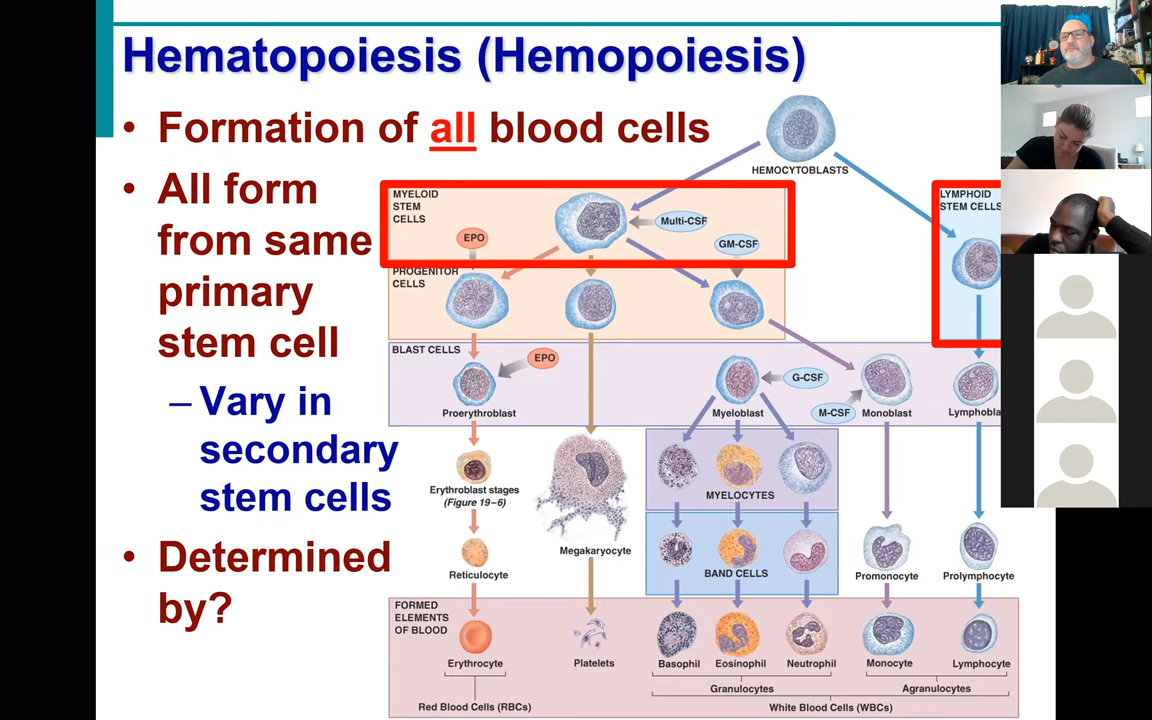 Hematopoiesis (Hemopoiesis)
• Formation of all blood cells
• All form
from same
primary
stem cell
– Vary in
secondary
stem cells
• Determined
by?
HEMOCYTOBLASTS
MYELOID
STEM
CELLS
Multi-CSF
EPO
GM-CSF
LYMPHOID
STEM CELLS
PROGENITOR
CELLS
BLAST CELLS
EPO
G-CSF
M-CSF
Proerythroblast
Myeloblast
Monoblast
Erythroblast stages
(Figure 19–6)
MYELOCYTES
Megakaryocyte
Reticulocyte
BAND CELLS
Promonocyte
Prolymphocyte
FORMED
ELEMENTS
OF BLOOD
Erythrocyte
Platelets
Basophil
Eosinophil
Neutrophil
Monocyte
Lymphocyte
Granulocytes
Agranulocytes
Red Blood Cells (RBCs)
White Blood Cells (WBCs)